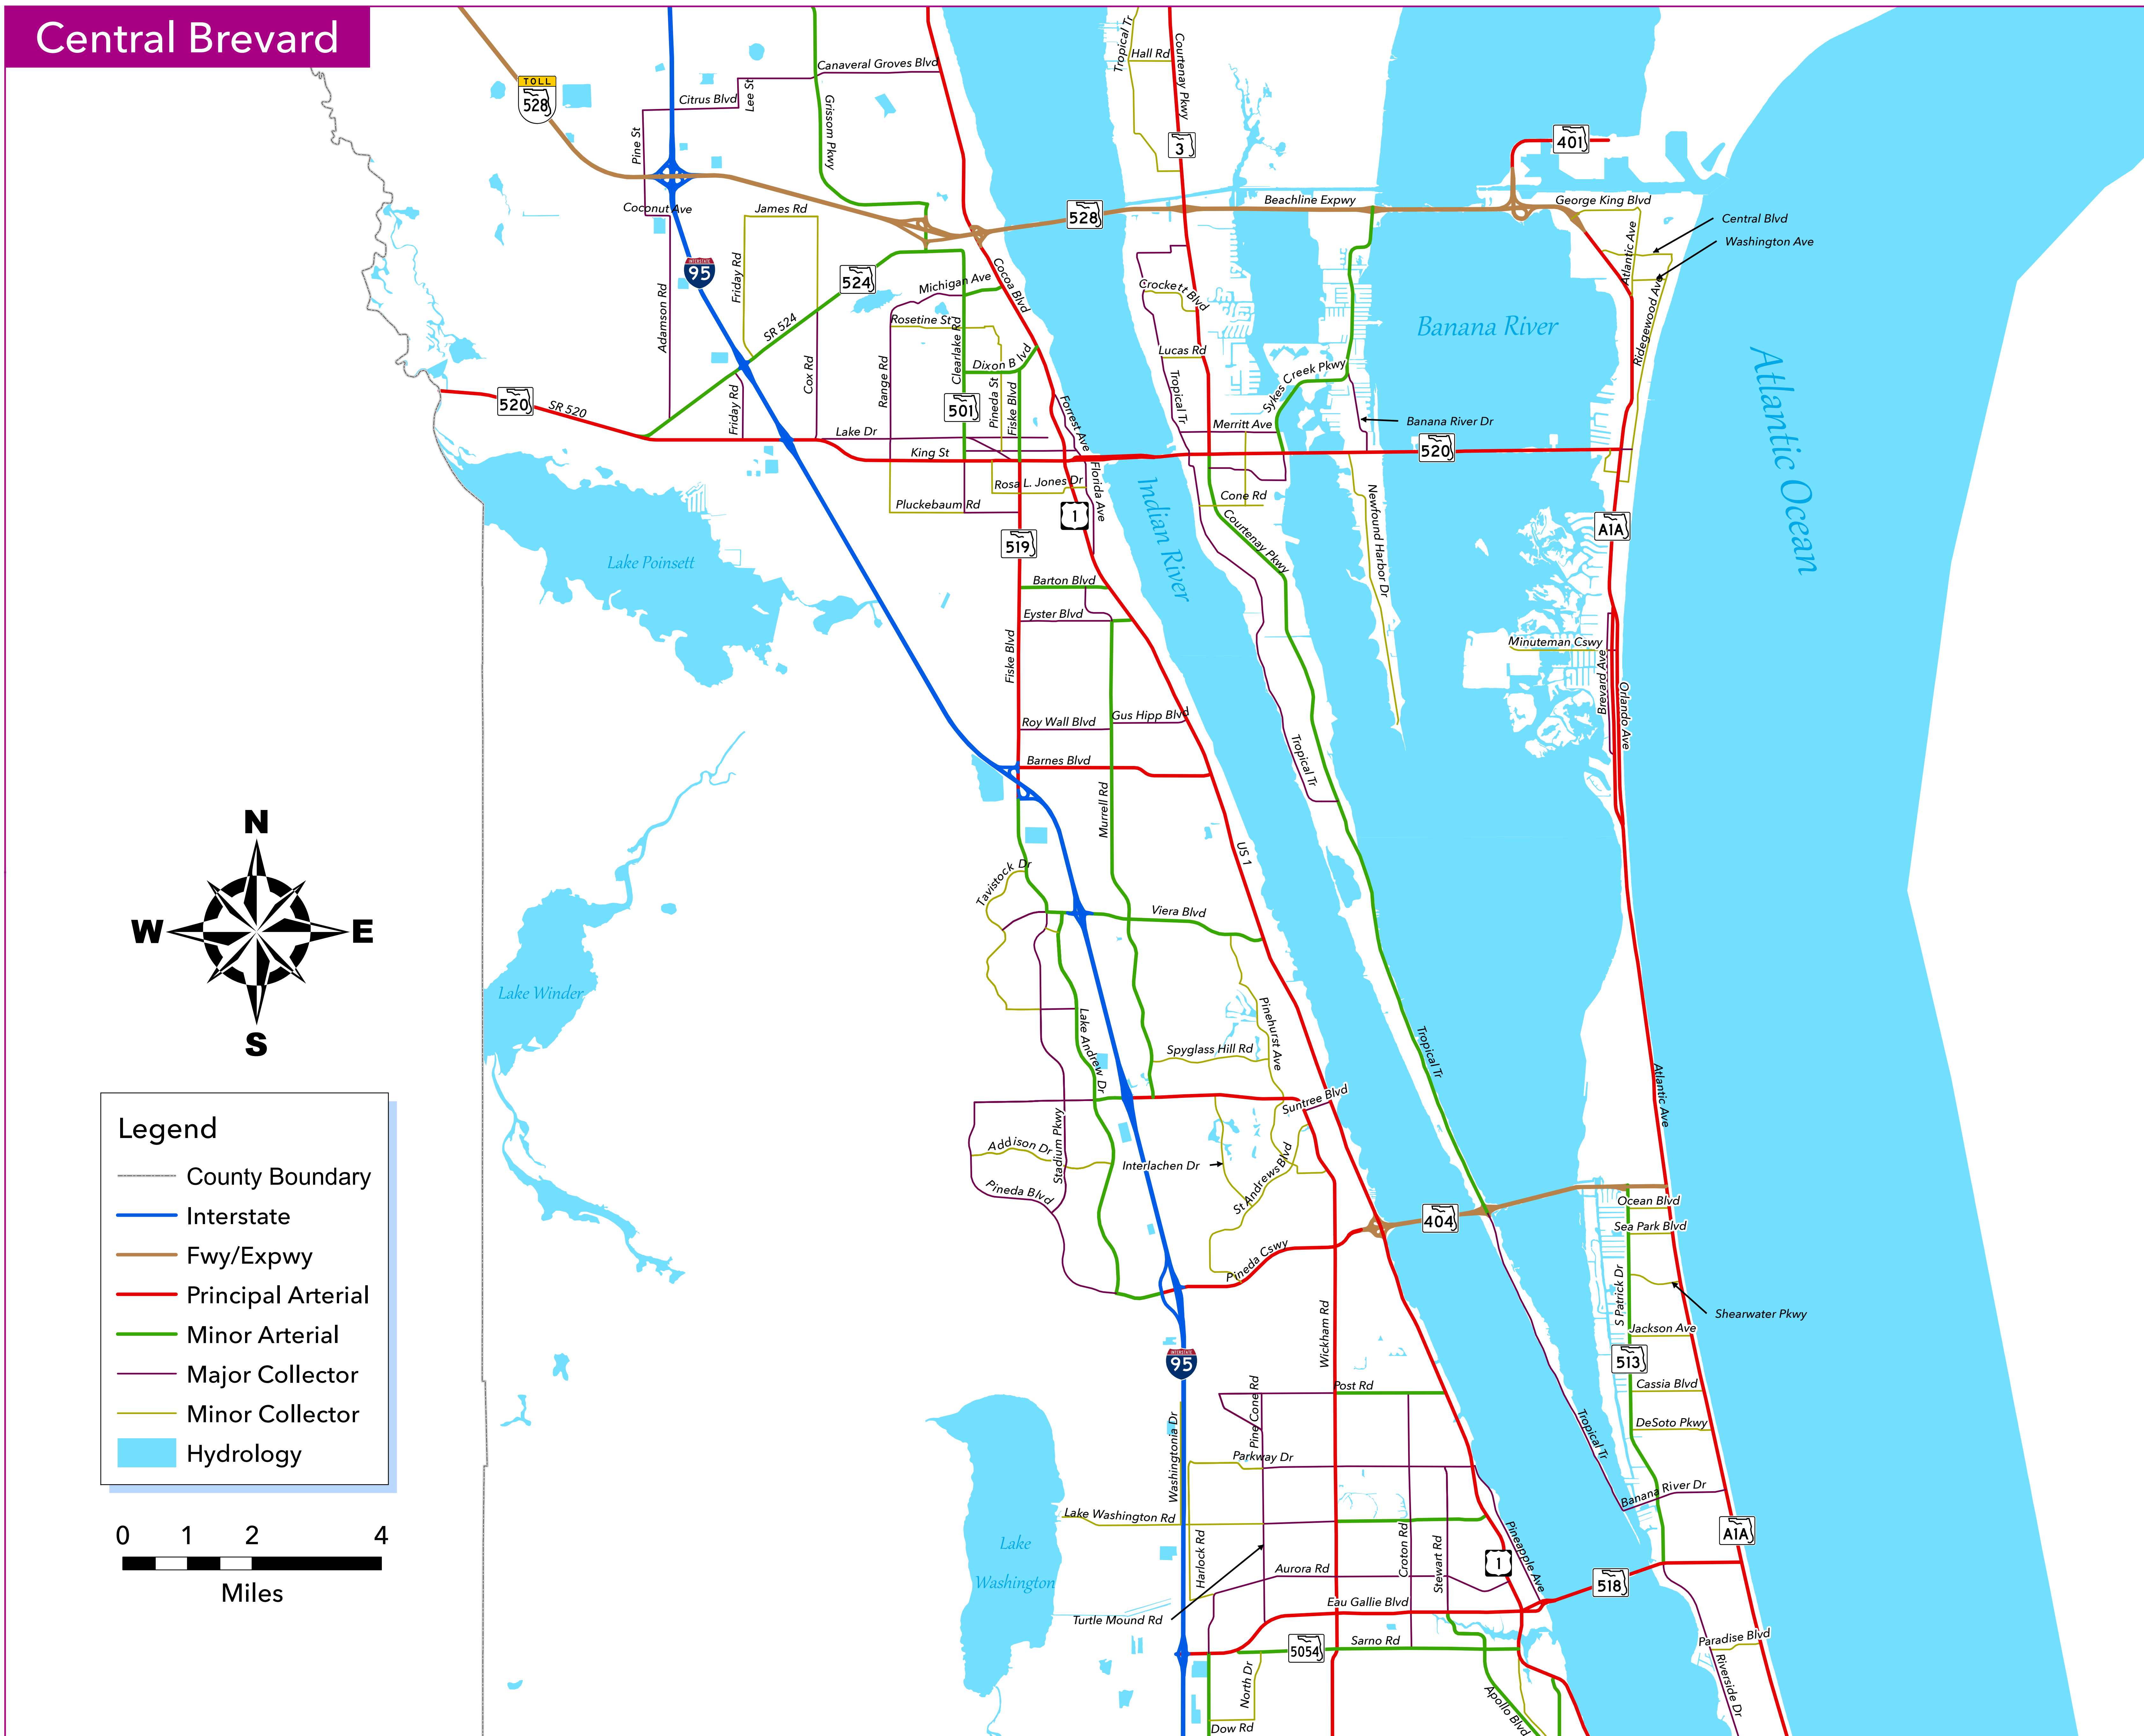 Central Brevard
TOLL
528
Canaveral Groves Blvd
Citrus Blvd
Lee St
Pine St
Grissom Pkwy
Tropical Tr
Hall Rd
Courtenay Pkwy
3
401
Coconut Ave
James Rd
528
Beachline Expwy
George King Blvd
Central Blvd
Washington Ave
Atlantic Ave
Ridegewood Ave
INTERSTATE
95
Friday Rd
524
SR 524
Michigan Ave
Cocoa Blvd
Crockett Blvd
Banana River
Adamson Rd
Rosetine St
Clearlake Rd
Dixon Blvd
Lucas Rd
Cox Rd
Range Rd
Pineda St
Fiske Blvd
Tropical Tr
Sykes Creek Pkwy
Atlantic Ocean
520
SR 520
Friday Rd
501
Forrest Ave
Merritt Ave
Banana River Dr
Lake Dr
King St
520
Rosa L. Jones Dr
Florida Ave
Pluckebaum Rd
1
Indian River
Cone Rd
Courtenay Pkwy
Newfound Harbor Dr
A1A
519
Lake Poinsett
Barton Blvd
Eyster Blvd
Fiske Blvd
Minuteman Cswy
Brevard Ave
Orlando Ave
Roy Wall Blvd
Gus Hipp Blvd
Barnes Blvd
Tropical Tr
Murrell Rd
US 1
Tavistock Dr
Viera Blvd
N
W
E
S
Lake Winder
Lake Andrew Dr
Pinehurst Ave
Spyglass Hill Rd
Tropical Tr
Atlantic Ave
Suntree Blvd
Stadium Pkwy
Addison Dr
Interlachen Dr
St Andrews Blvd
Pineda Blvd
Pineda Cswy
404
Ocean Blvd
Sea Park Blvd
S Patrick Dr
Shearwater Pkwy
Jackson Ave
513
Wickham Rd
INTERSTATE
95
Cassia Blvd
DeSoto Pkwy
Tropical Tr
Banana River Dr
Post Rd
Pine Cone Rd
Washingtonia Dr
Parkway Dr
Lake Washington Rd
Lake
Washington
Harlock Rd
Croton Rd
Stewart Rd
Pineapple Ave
1
A1A
518
Aurora Rd
Turtle Mound Rd
Eau Gallie Blvd
5054
Sarno Rd
North Dr
Dow Rd
Apollo Blvd
Paradise Blvd
Riverside Dr
Legend
County Boundary
Interstate
Fwy/Expwy
Principal Arterial
Minor Arterial
Major Collector
Minor Collector
Hydrology
0 1 2 4
Miles